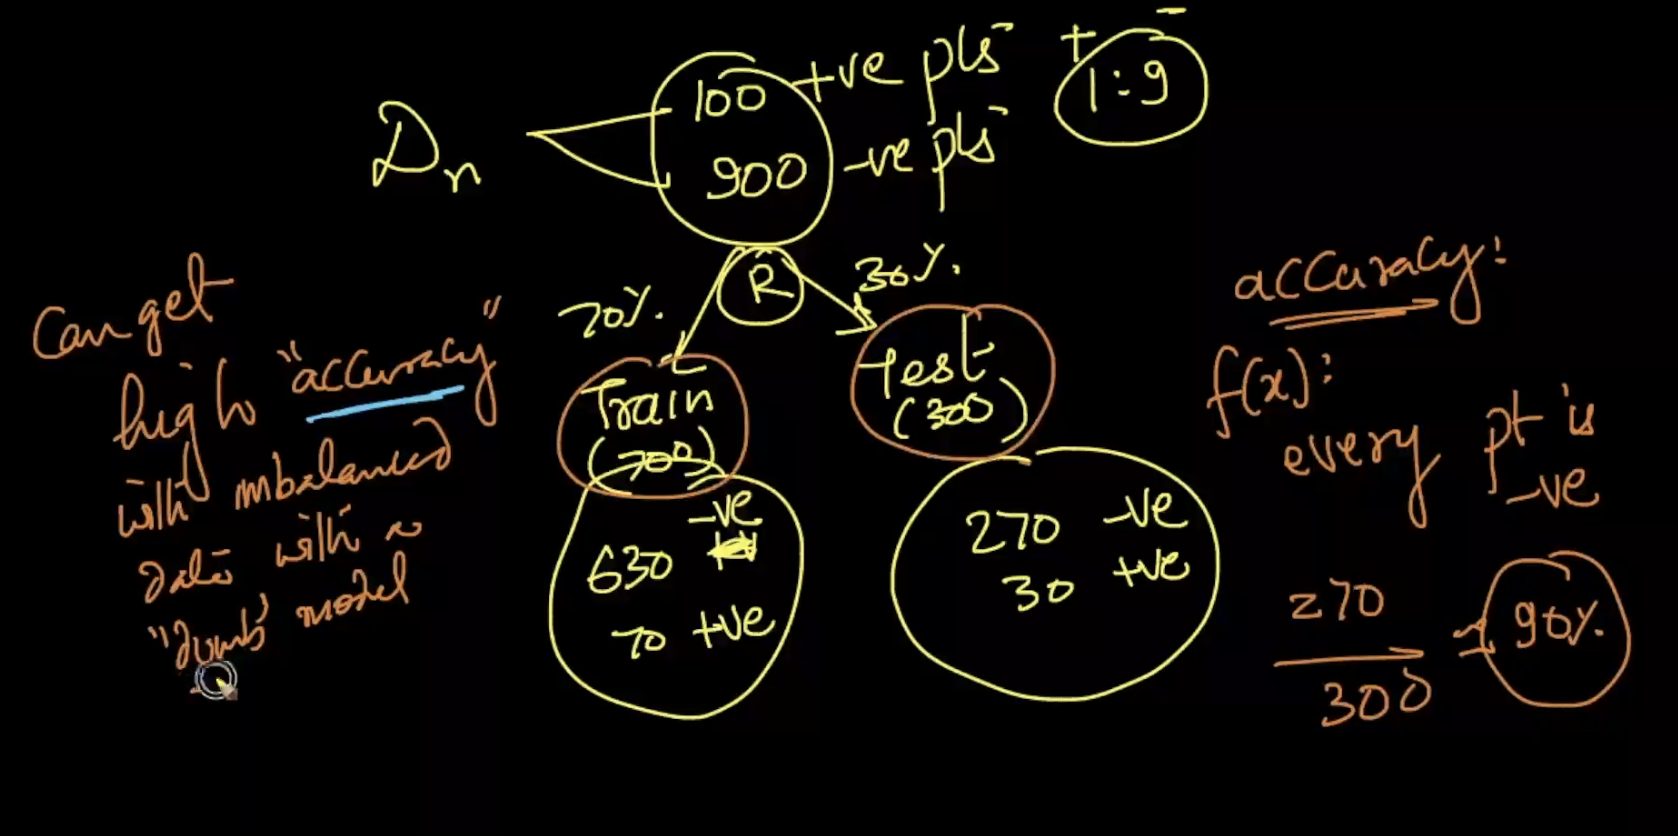 Dn
100 +ve pts
900 -ve pts
+ -
1:9
R
70%.
30%.
Train
(700)
Test
(300)
-ve
630
70 +ve
270 -ve
30 +ve
Can get
high "accuracy"
with imbalanced
data with a
"dumb" model
accuracy:
f(x):
every pt is
-ve
270
300
= 90%.